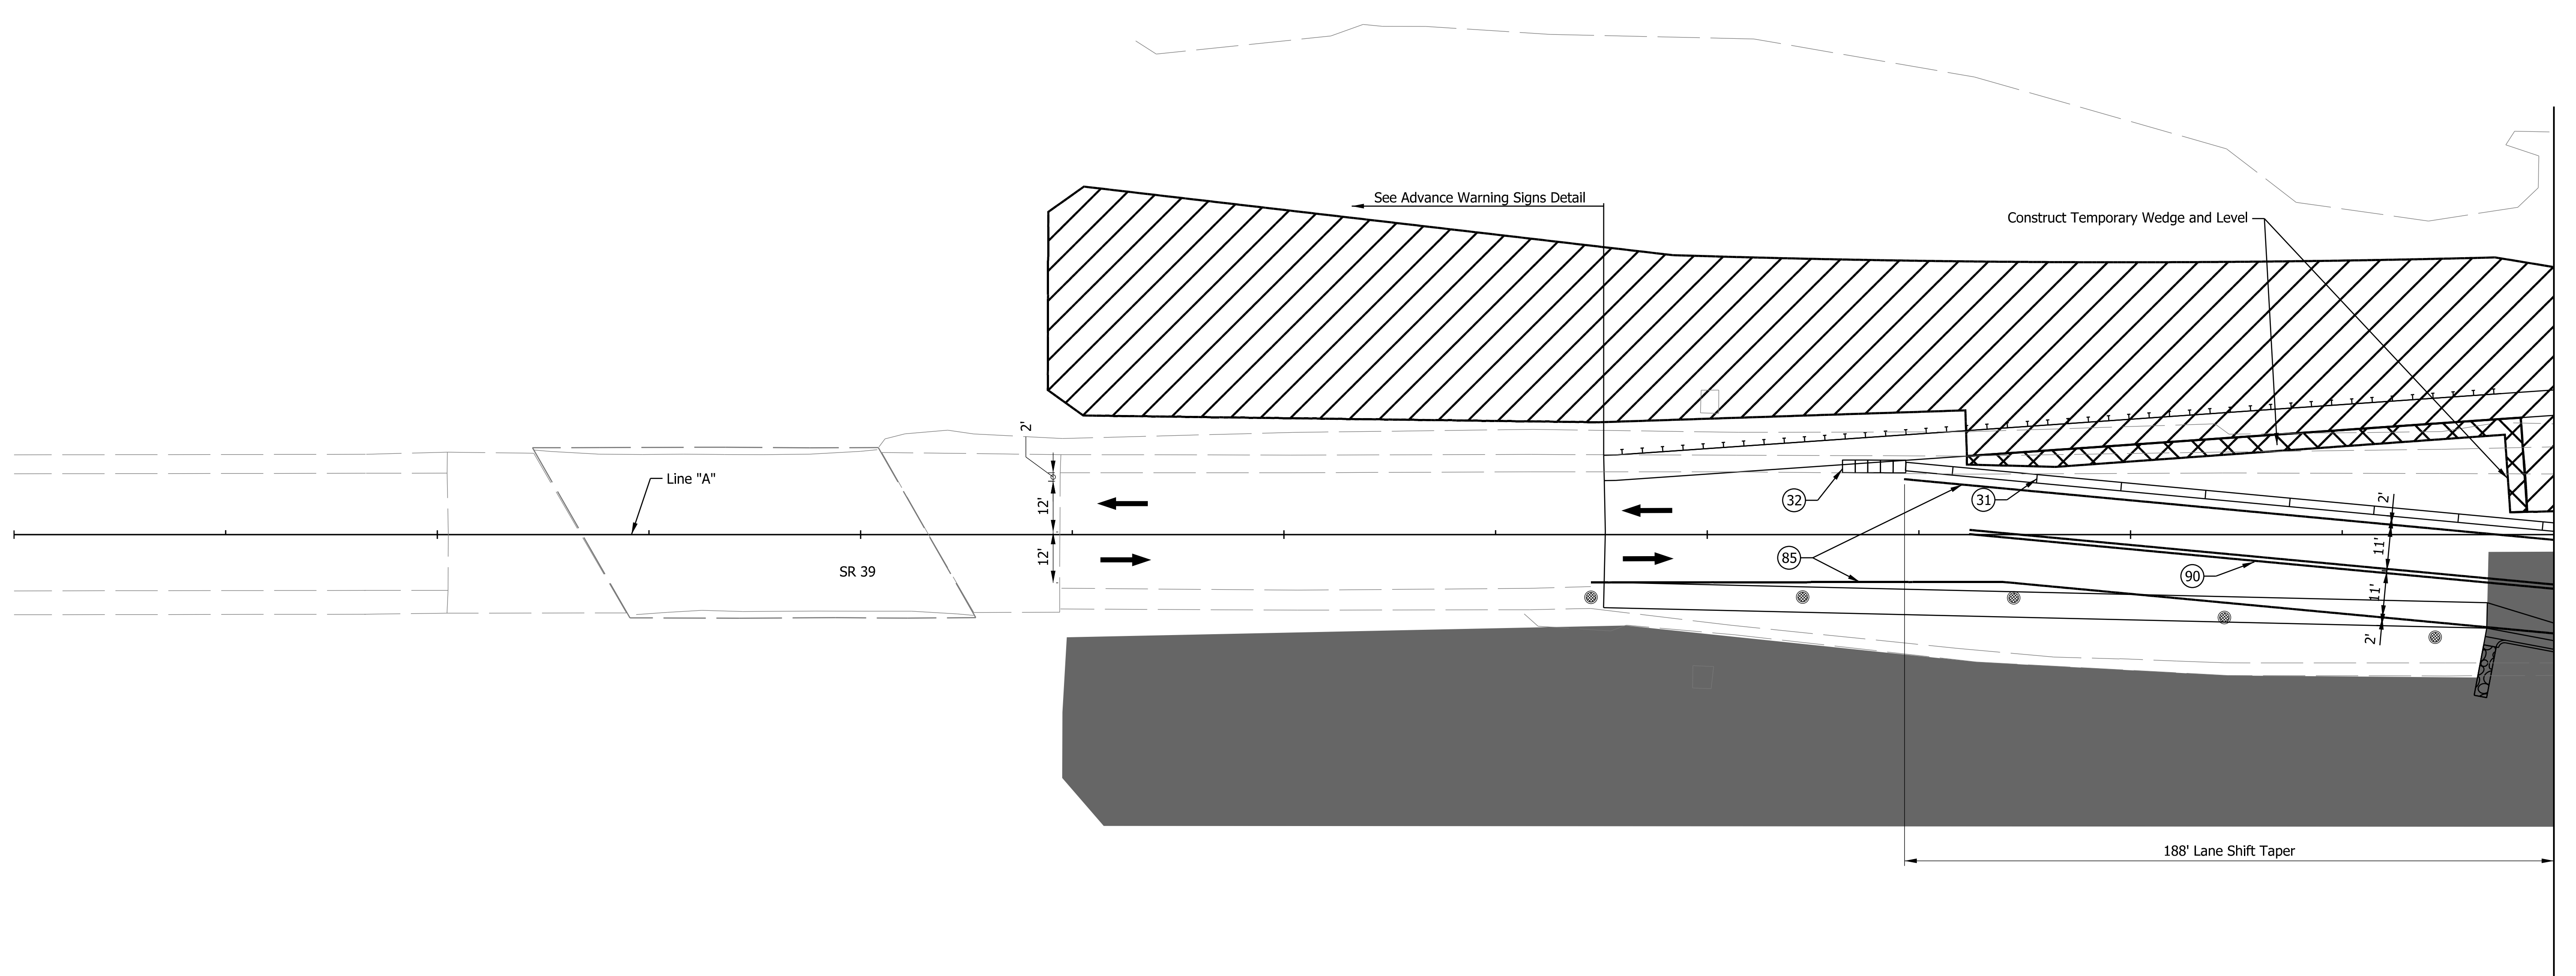 See Advance Warning Signs Detail
Construct Temporary Wedge and Level
2'
Line "A"
12'
32
31
2'
12'
SR 39
85
11'
90
11'
2'
188' Lane Shift Taper